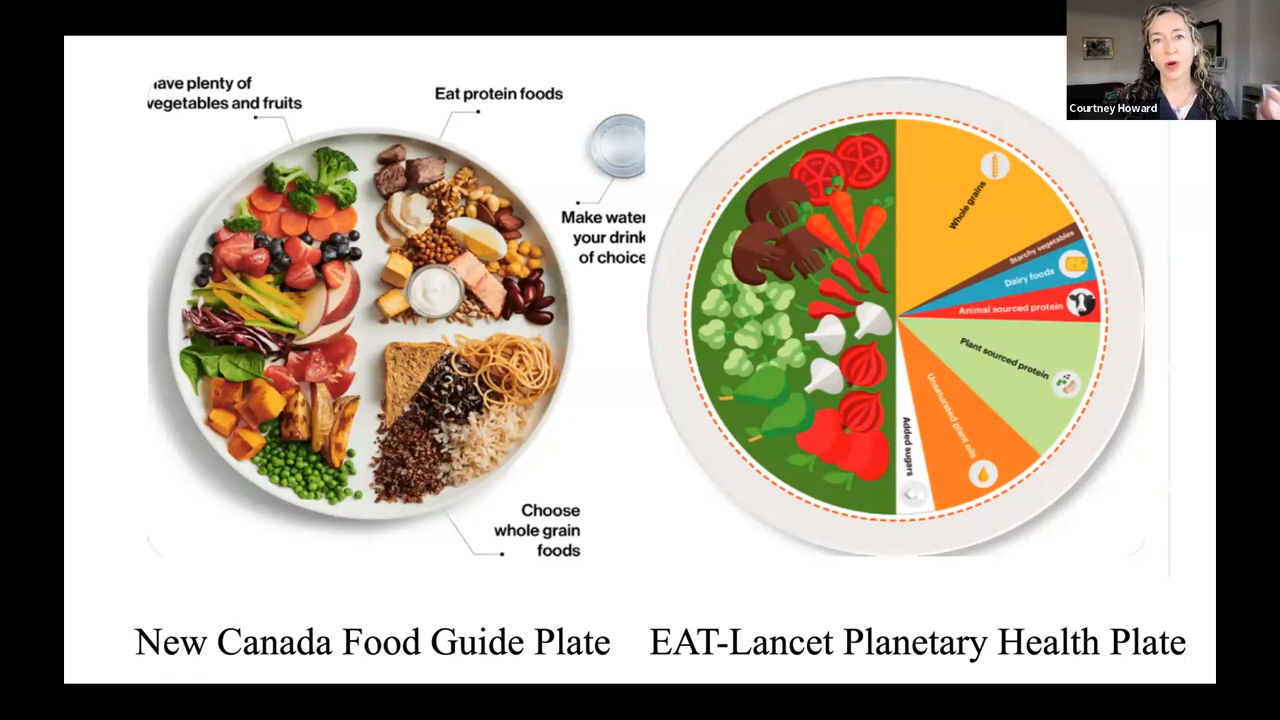 ave plenty of
vegetables and fruits
Eat protein foods
Make water
your drink
of choice
Choose
whole grain
foods
Whole grains
Starchy vegetables
Dairy foods
Animal sourced protein
Plant sourced protein
Unsaturated plant oils
Added sugars
Courtney Howard
New Canada Food Guide Plate
EAT-Lancet Planetary Health Plate